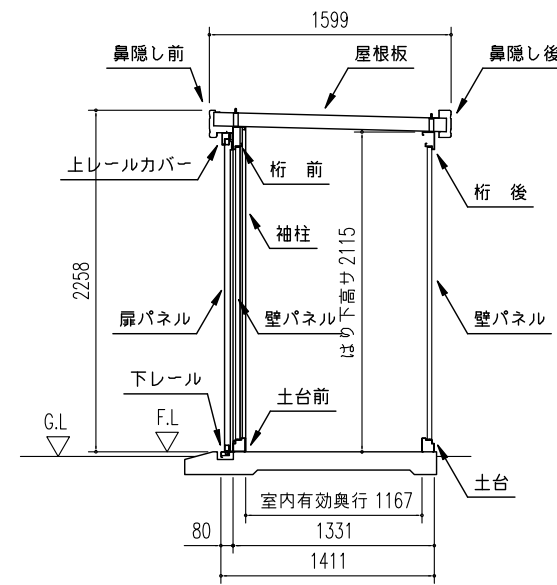 1599
鼻隠し前
屋根板
鼻隠し後
上レールカバー
桁 前
桁 後
袖柱
はり下高サ 2115
2258
扉パネル
壁パネル
壁パネル
下レール
土台前
G.L
F.L
土台
室内有効奥行 1167
80
1331
1411